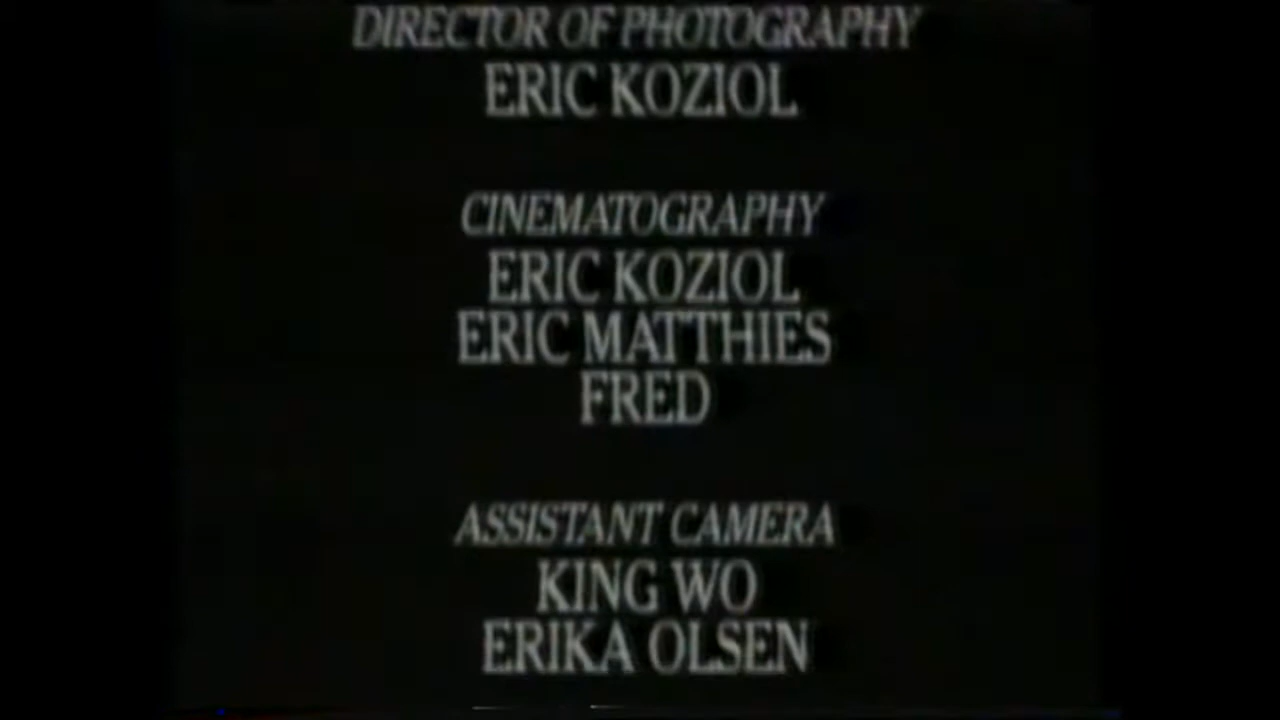 DIRECTOR OF PHOTOGRAPHY
ERIC KOZIOL
CINEMATOGRAPHY
ERIC KOZIOL
ERIC MATTHIES
FRED
ASSISTANT CAMERA
KING WO
ERIKA OLSEN